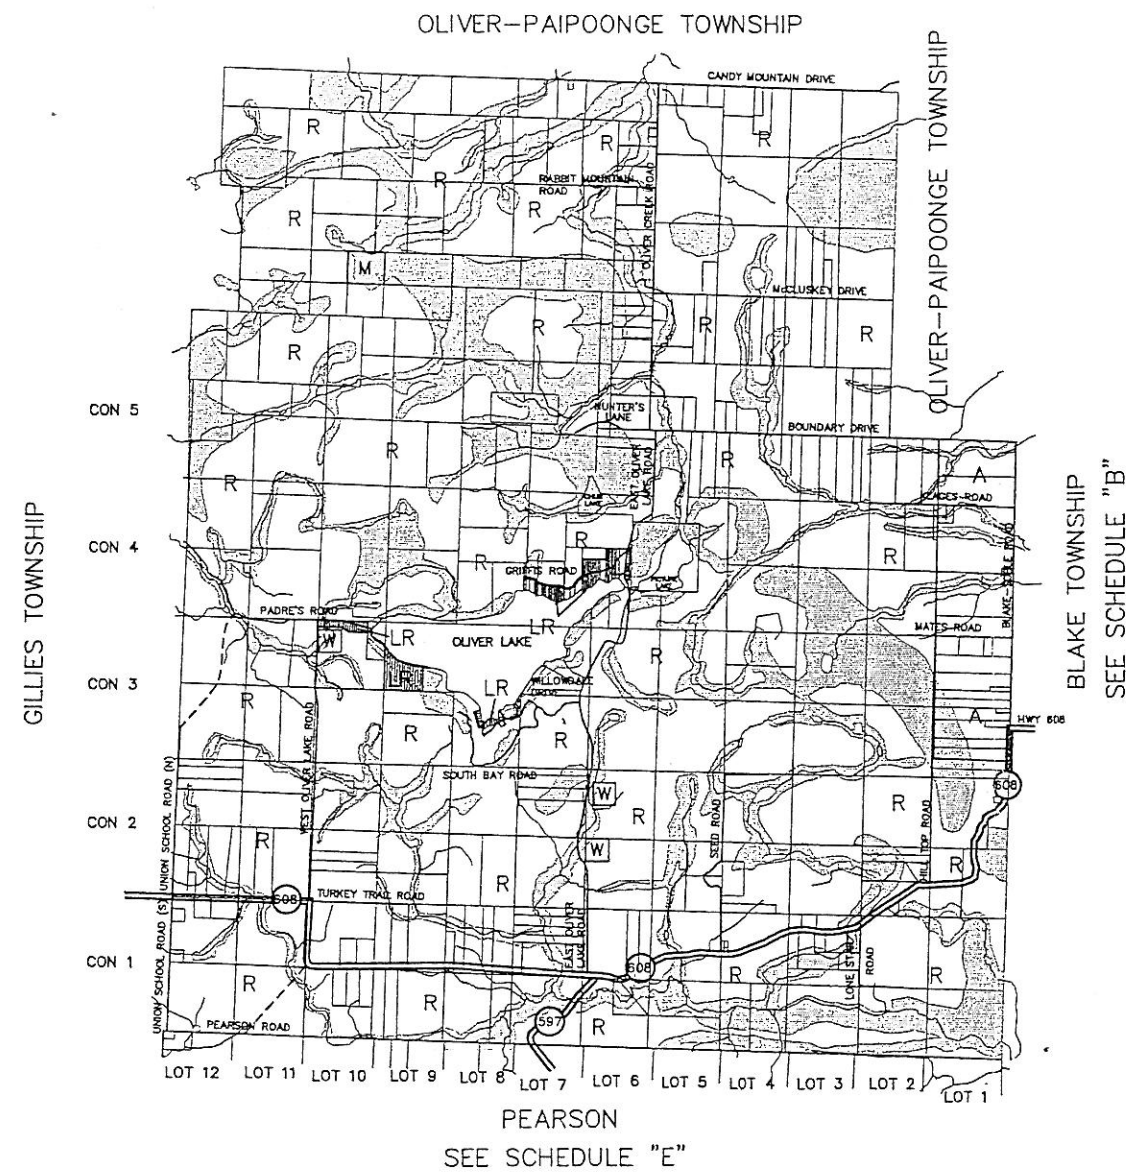 OLIVER-PAIPOONGE TOWNSHIP
OLIVER-PAIPOONGE TOWNSHIP
CANDY MOUNTAIN DRIVE
R
R
R
RABBIT MOUNTAIN
ROAD
R
R
R
OLIVER CREEK ROAD
M
McCLUSKEY DRIVE
R
R
R
R
CON 5
HUNTER'S
LANE
BOUNDARY DRIVE
R
R
R
EAST OLIVER
LAKE ROAD
A
GILLIES TOWNSHIP
BLAKE TOWNSHIP
SEE SCHEDULE "B"
CON 4
R
R
R
GRIFFIS ROAD
PADRE'S ROAD
W
LR
OLIVER LAKE
LR
MATES ROAD
R
CON 3
LR
LR
WILLOWDALE
DRIVE
R
A
HWY 608
WEST OLIVER LAKE ROAD
R
R
SOUTH BAY ROAD
608
UNION SCHOOL ROAD (N)
W
R
SEED ROAD
R
HILL TOP ROAD
CON 2
R
W
R
R
608
TURKEY TRAIL ROAD
UNION SCHOOL ROAD (S)
EAST OLIVER
LAKE ROAD
CON 1
608
R
LONE STAR
ROAD
R
R
R
597
R
PEARSON ROAD
LOT 12
LOT 11
LOT 10
LOT 9
LOT 8
LOT 7
LOT 6
LOT 5
LOT 4
LOT 3
LOT 2
LOT 1
PEARSON
SEE SCHEDULE "E"